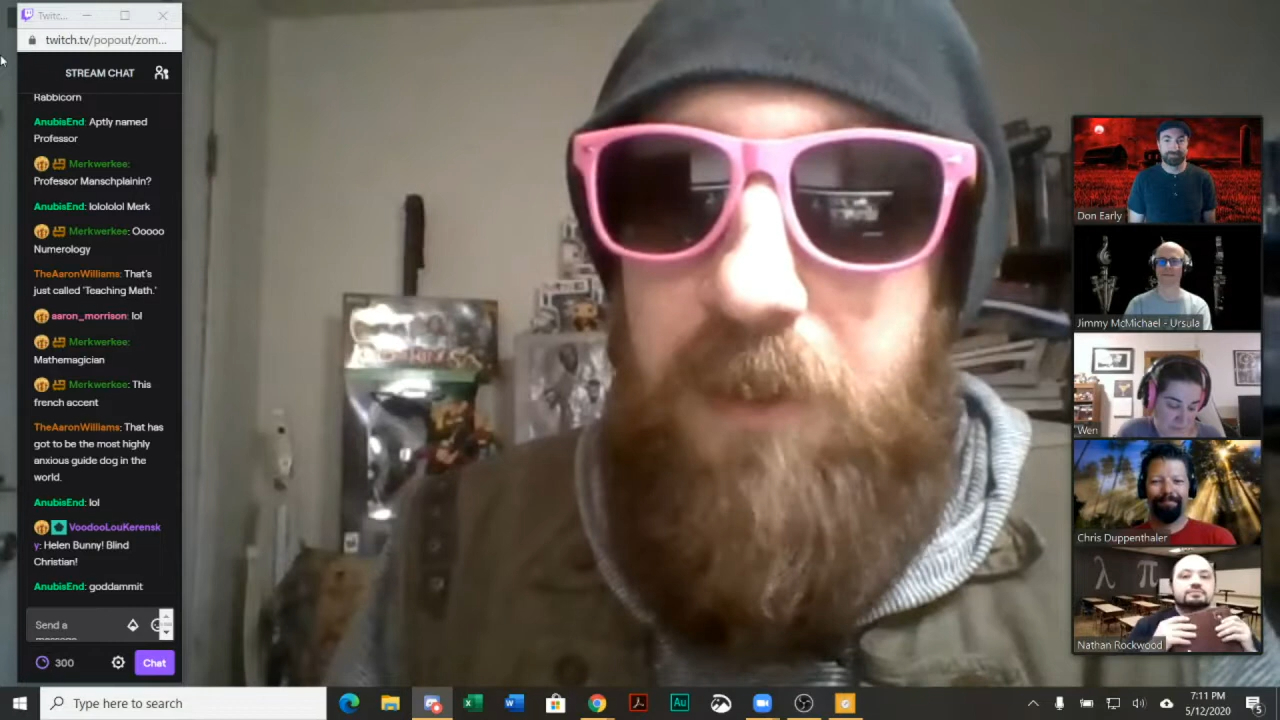 Twitc...
twitch.tv/popout/zom...
STREAM CHAT
Rabbicorn
AnubisEnd: Aptly named
Professor
Merkwerkee:
Professor Manschplainin?
AnubisEnd: lolololol Merk
Merkwerkee: Ooooo
Numerology
TheAaronWilliams: That's
just called 'Teaching Math.'
aaron_morrison: lol
Merkwerkee:
Mathemagician
Merkwerkee: This
french accent
TheAaronWilliams: That has
got to be the most highly
anxious guide dog in the
world.
AnubisEnd: lol
VoodooLouKerensk
y: Helen Bunny! Blind
Christian!
AnubisEnd: goddammit
Send a
300
Chat
Don Early
Jimmy McMichael - Ursula
"Wen
Chris Duppenthaler
λ π
Nathan Rockwood
Type here to search
Au
7:11 PM
5/12/2020
5